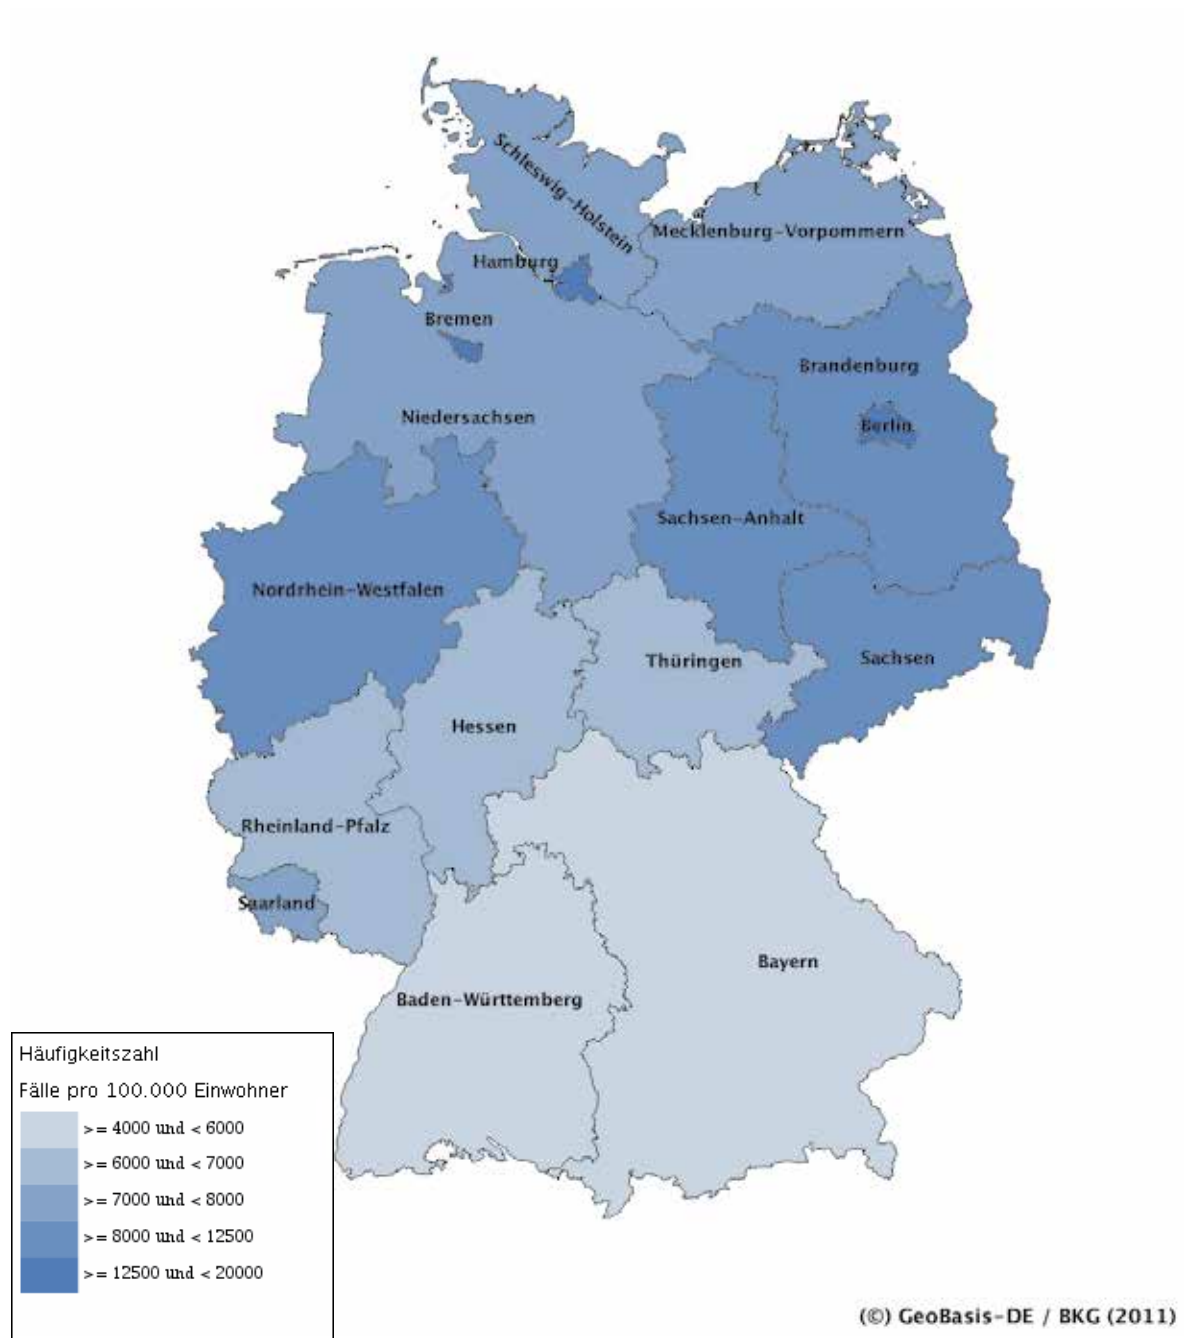 Schleswig-Holstein
Mecklenburg-Vorpommern
Hamburg
Bremen
Brandenburg
Niedersachsen
Berlin
Sachsen-Anhalt
Nordrhein-Westfalen
Thüringen
Sachsen
Hessen
Rheinland-Pfalz
Saarland
Bayern
Baden-Württemberg
Häufigkeitszahl
Fälle pro 100.000 Einwohner
>= 4000 und < 6000
>= 6000 und < 7000
>= 7000 und < 8000
>= 8000 und < 12500
>= 12500 und < 20000
(©) GeoBasis-DE / BKG (2011)